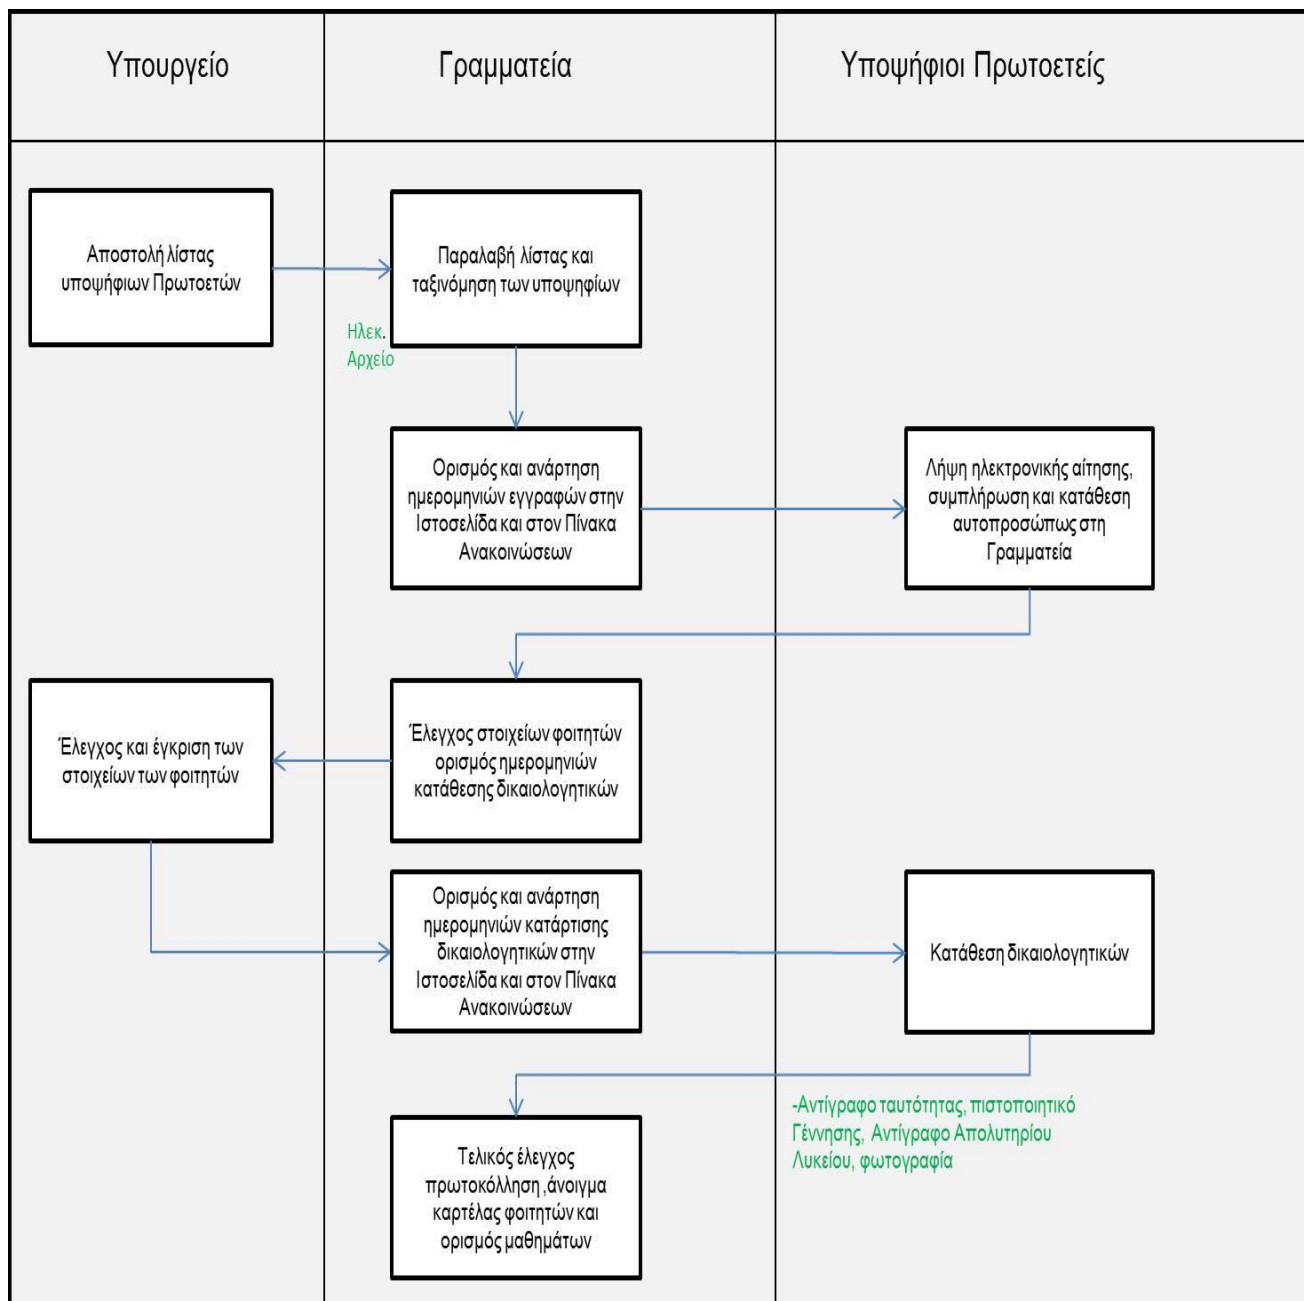 Υπουργείο
Γραμματεία
Υποψήφιοι Πρωτοετείς
Αποστολή λίστας
υποψήφιων Πρωτοετών
Παραλαβή λίστας και
ταξινόμηση των υποψηφίων
Ηλεκ.
Αρχείο
Ορισμός και ανάρτηση
ημερομηνιών εγγραφών στην
Ιστοσελίδα και στον Πίνακα
Ανακοινώσεων
Λήψη ηλεκτρονικής αίτησης,
συμπλήρωση και κατάθεση
αυτοπροσώπως στη
Γραμματεία
Έλεγχος και έγκριση των
στοιχείων των φοιτητών
Έλεγχος στοιχείων φοιτητών
ορισμός ημερομηνιών
κατάθεσης δικαιολογητικών
Ορισμός και ανάρτηση
ημερομηνιών κατάρτισης
δικαιολογητικών στην
Ιστοσελίδα και στον Πίνακα
Ανακοινώσεων
Κατάθεση δικαιολογητικών
-Αντίγραφο ταυτότητας, πιστοποιητικό
Γέννησης, Αντίγραφο Απολυτηρίου
Λυκείου, φωτογραφία
Τελικός έλεγχος
πρωτοκόλληση ,άνοιγμα
καρτέλας φοιτητών και
ορισμός μαθημάτων